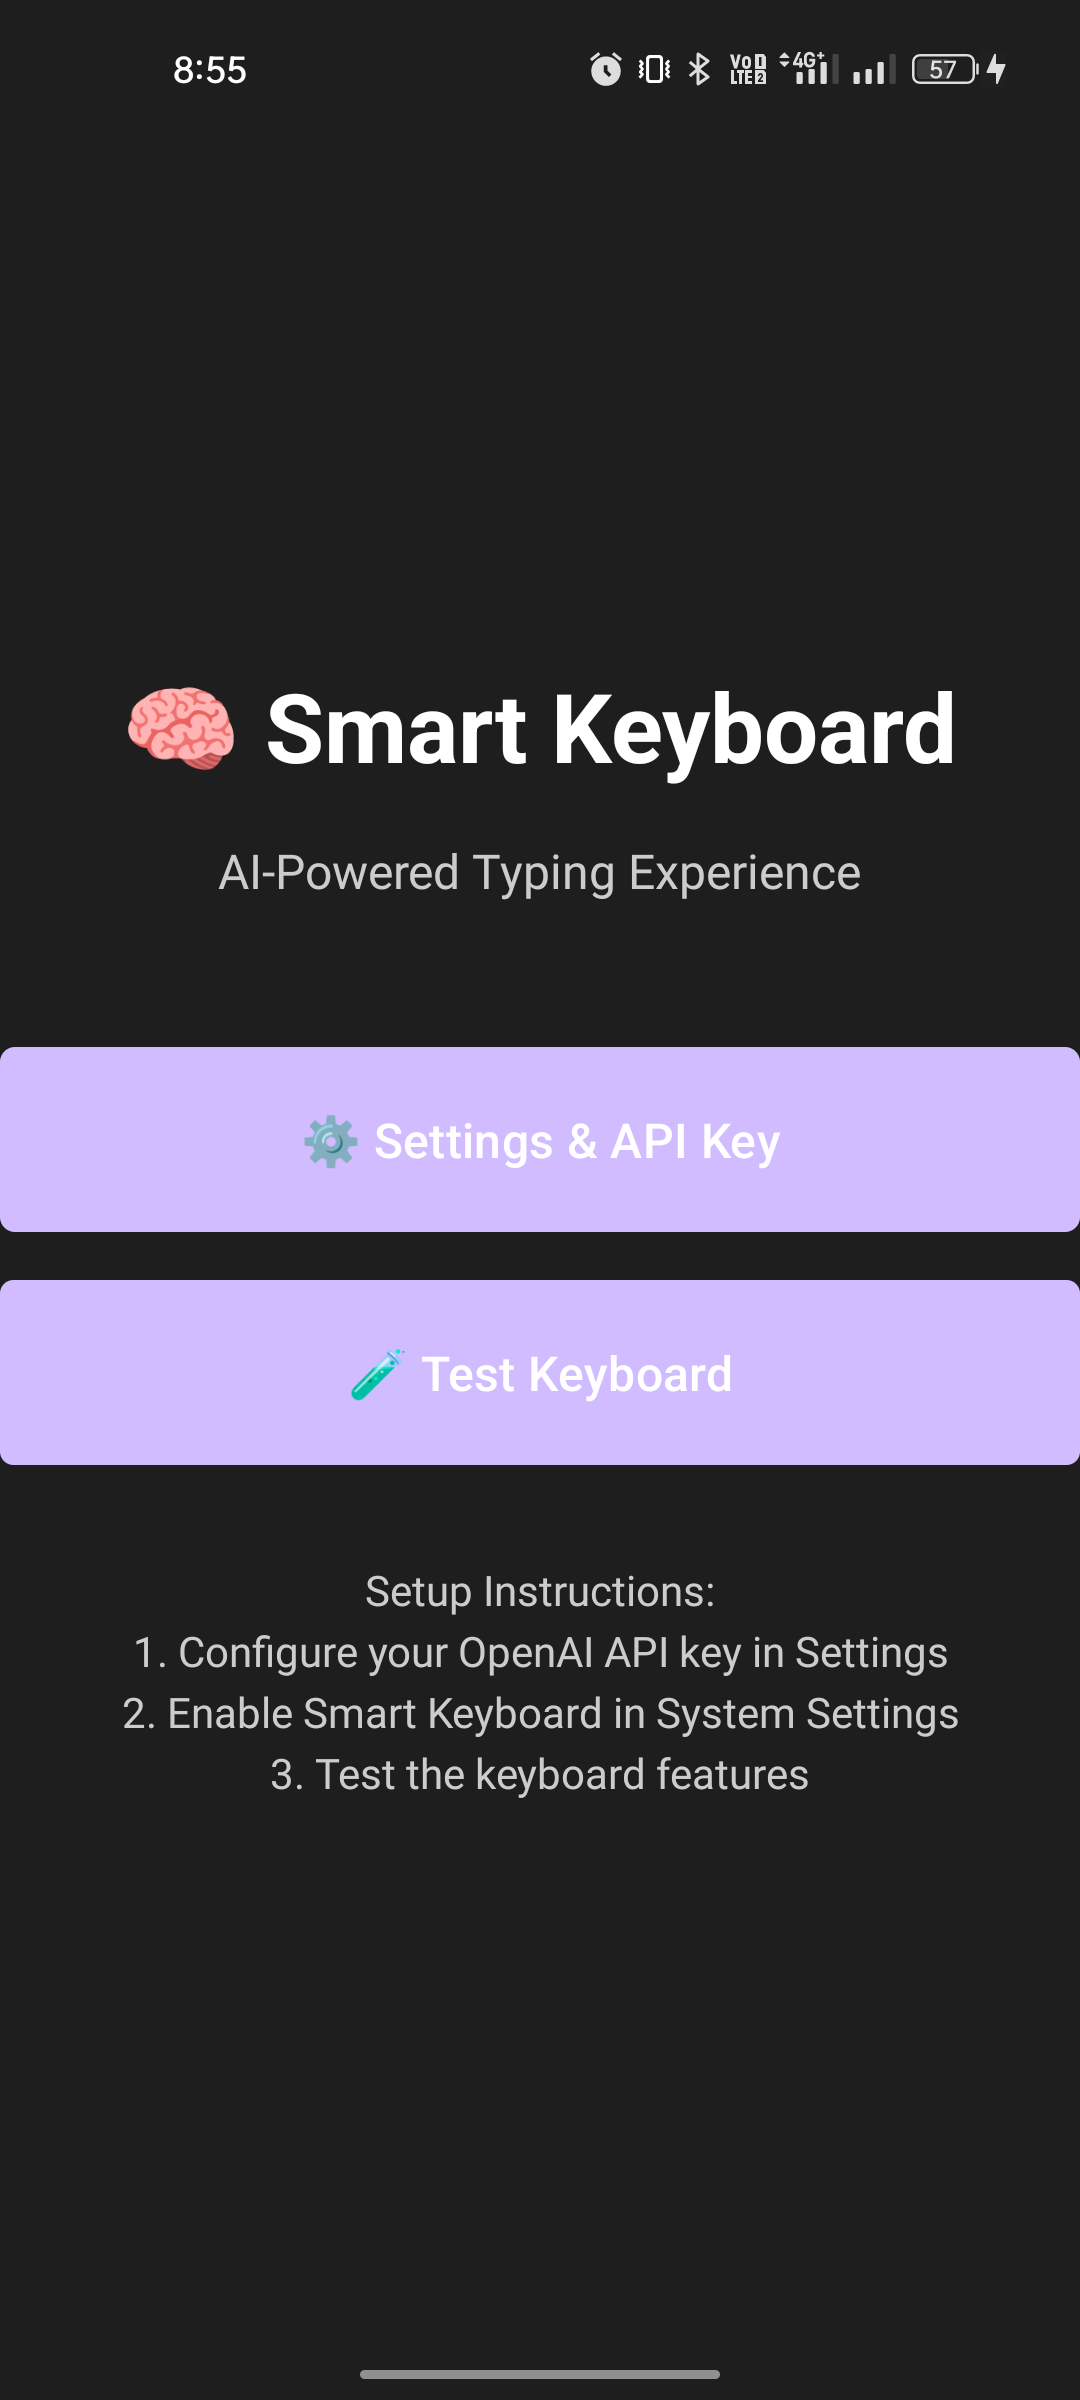 8:55
Vo 1 4G+
LTE 2
57
🧠 Smart Keyboard
AI-Powered Typing Experience
⚙️ Settings & API Key
🧪 Test Keyboard
Setup Instructions:
1. Configure your OpenAI API key in Settings
2. Enable Smart Keyboard in System Settings
3. Test the keyboard features